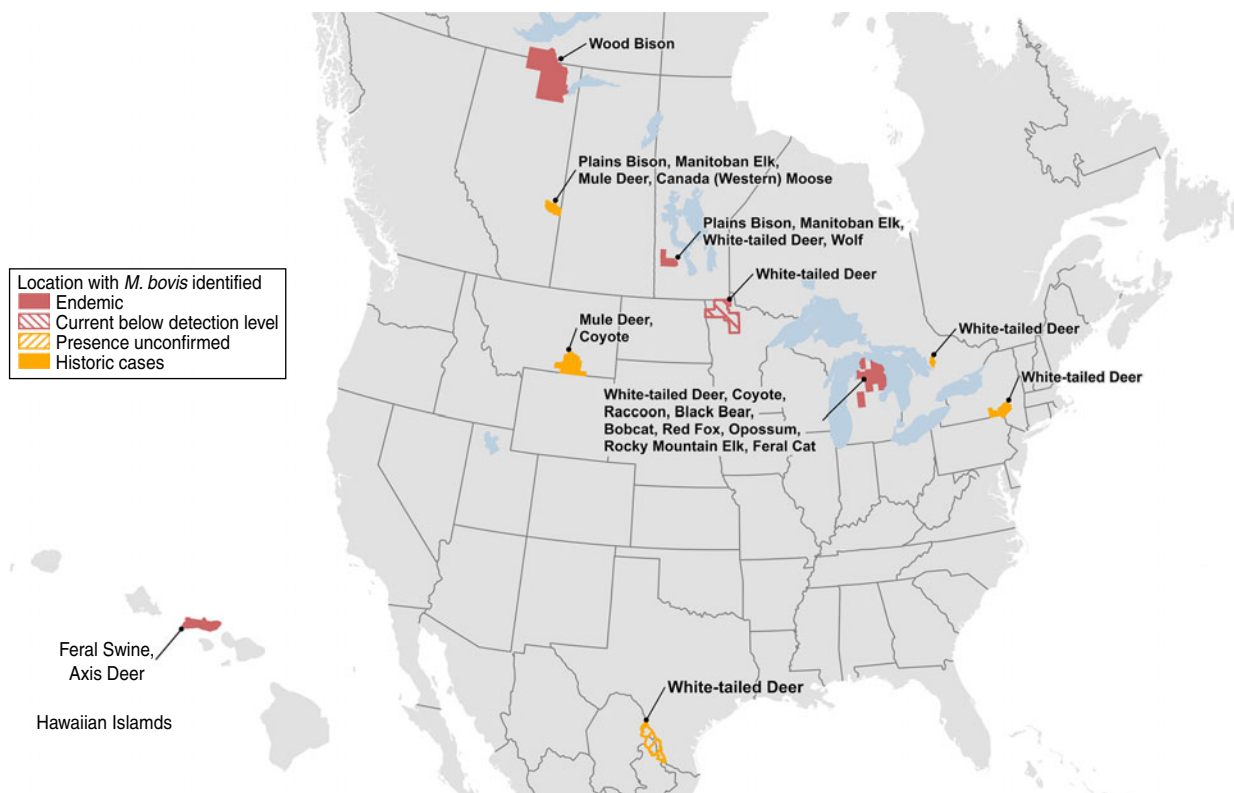 Wood Bison
Plains Bison, Manitoban Elk,
Mule Deer, Canada (Western) Moose
Plains Bison, Manitoban Elk,
White-tailed Deer, Wolf
White-tailed Deer
Location with M. bovis identified
Endemic
Current below detection level
Presence unconfirmed
Historic cases
Mule Deer,
Coyote
White-tailed Deer
White-tailed Deer
White-tailed Deer, Coyote,
Raccoon, Black Bear,
Bobcat, Red Fox, Opossum,
Rocky Mountain Elk, Feral Cat
Feral Swine,
Axis Deer
Hawaiian Islamds
White-tailed Deer